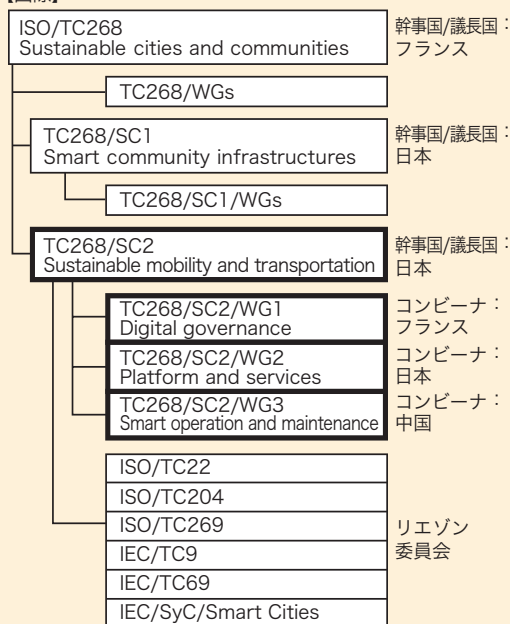 ISO/TC268
Sustainable cities and communities
幹事国/議長国：
フランス
TC268/WGs
TC268/SC1
Smart community infrastructures
幹事国/議長国：
日本
TC268/SC1/WGs
TC268/SC2
Sustainable mobility and transportation
幹事国/議長国：
日本
TC268/SC2/WG1
Digital governance
コンビーナ：
フランス
TC268/SC2/WG2
Platform and services
コンビーナ：
日本
TC268/SC2/WG3
Smart operation and maintenance
コンビーナ：
中国
ISO/TC22
ISO/TC204
ISO/TC269
IEC/TC9
IEC/TC69
IEC/SyC/Smart Cities
リエゾン
委員会